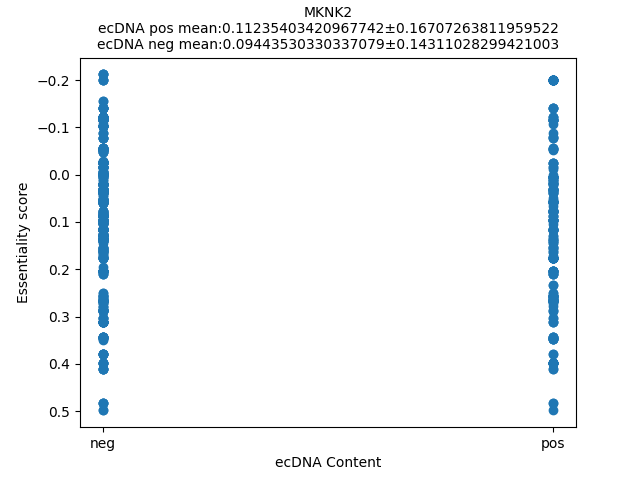 MKNK2
ecDNA pos mean:0.11235403420967742±0.16707263811959522
ecDNA neg mean:0.09443530330337079±0.14311028299421003
−0.2
−0.1
0.0
0.1
0.2
0.3
0.4
0.5
Essentiality score
neg
pos
ecDNA Content